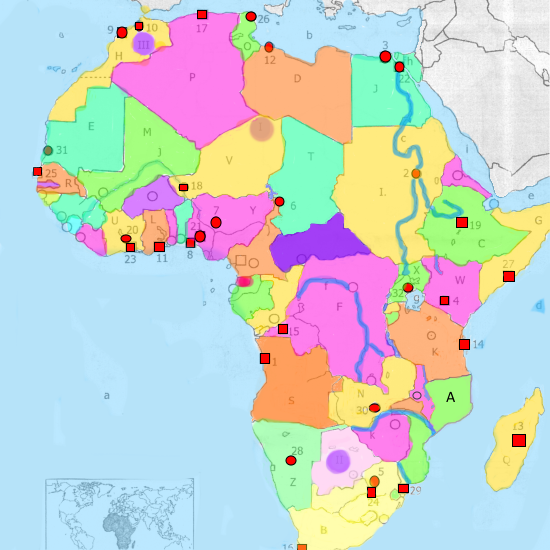 17
26
9
10
III
3
b
O
12
22
h
H
P
D
J
E
M
J
c
i
31
I
25
R
V
T
L
2
D
18
6
e
U
20
L
7
Y
21
19
G
23
11
8
C
27
X
W
32
g
4
f
F
d
15
14
K
1
a
N
30
S
A
k
13
28
II
Q
Z
5
29
24
B
16